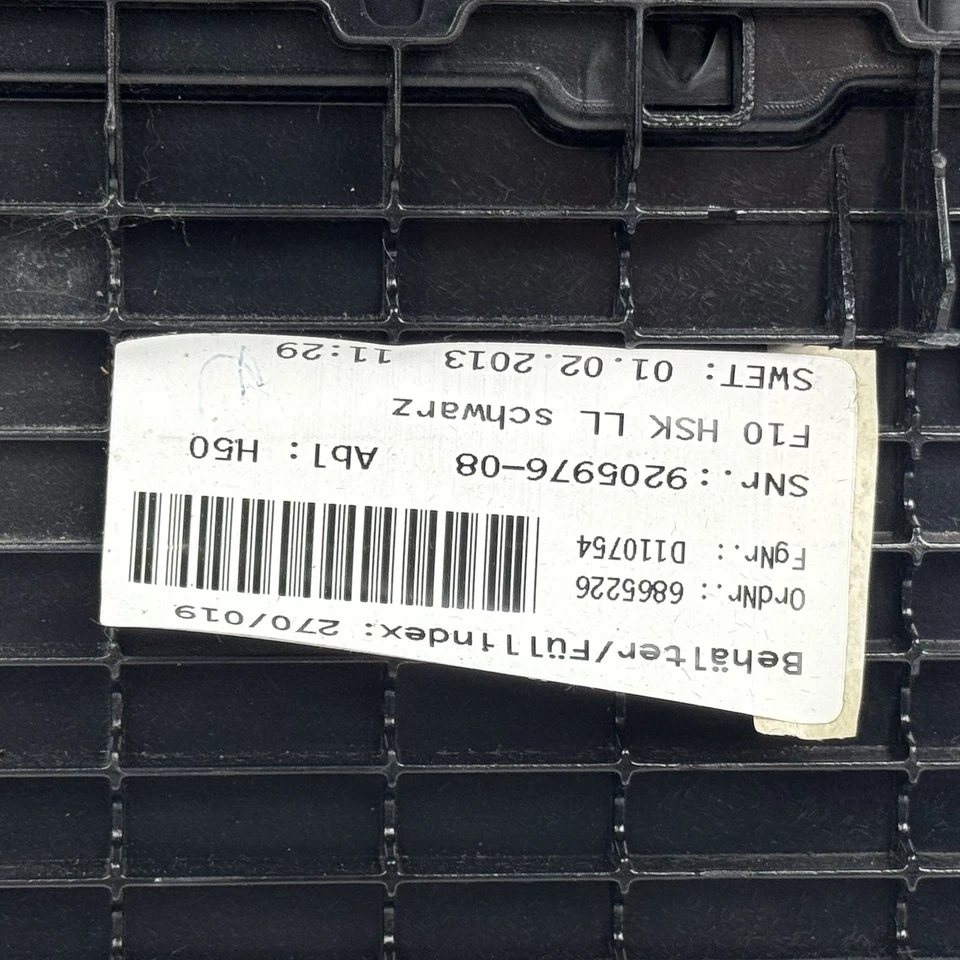 Behälter/Füllindex: 270/019
OrdNr.: 6865226
FgNr.: D110754
SNr.:9205976-08 Abl: H50
F10 HSK LL schwarz
SWET: 01.02.2013 11:29